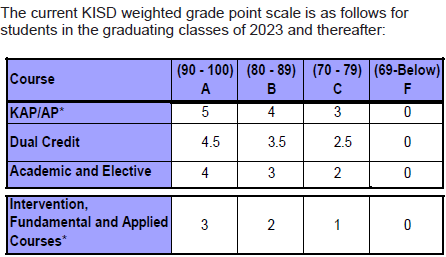 The current KISD weighted grade point scale is as follows for
students in the graduating classes of 2023 and thereafter:
Course (90 - 100) A (80 - 89) B (70 - 79) C (69-Below) F
KAP/AP* 5 4 3 0
Dual Credit 4.5 3.5 2.5 0
Academic and Elective 4 3 2 0
Intervention,
Fundamental and Applied
Courses* 3 2 1 0